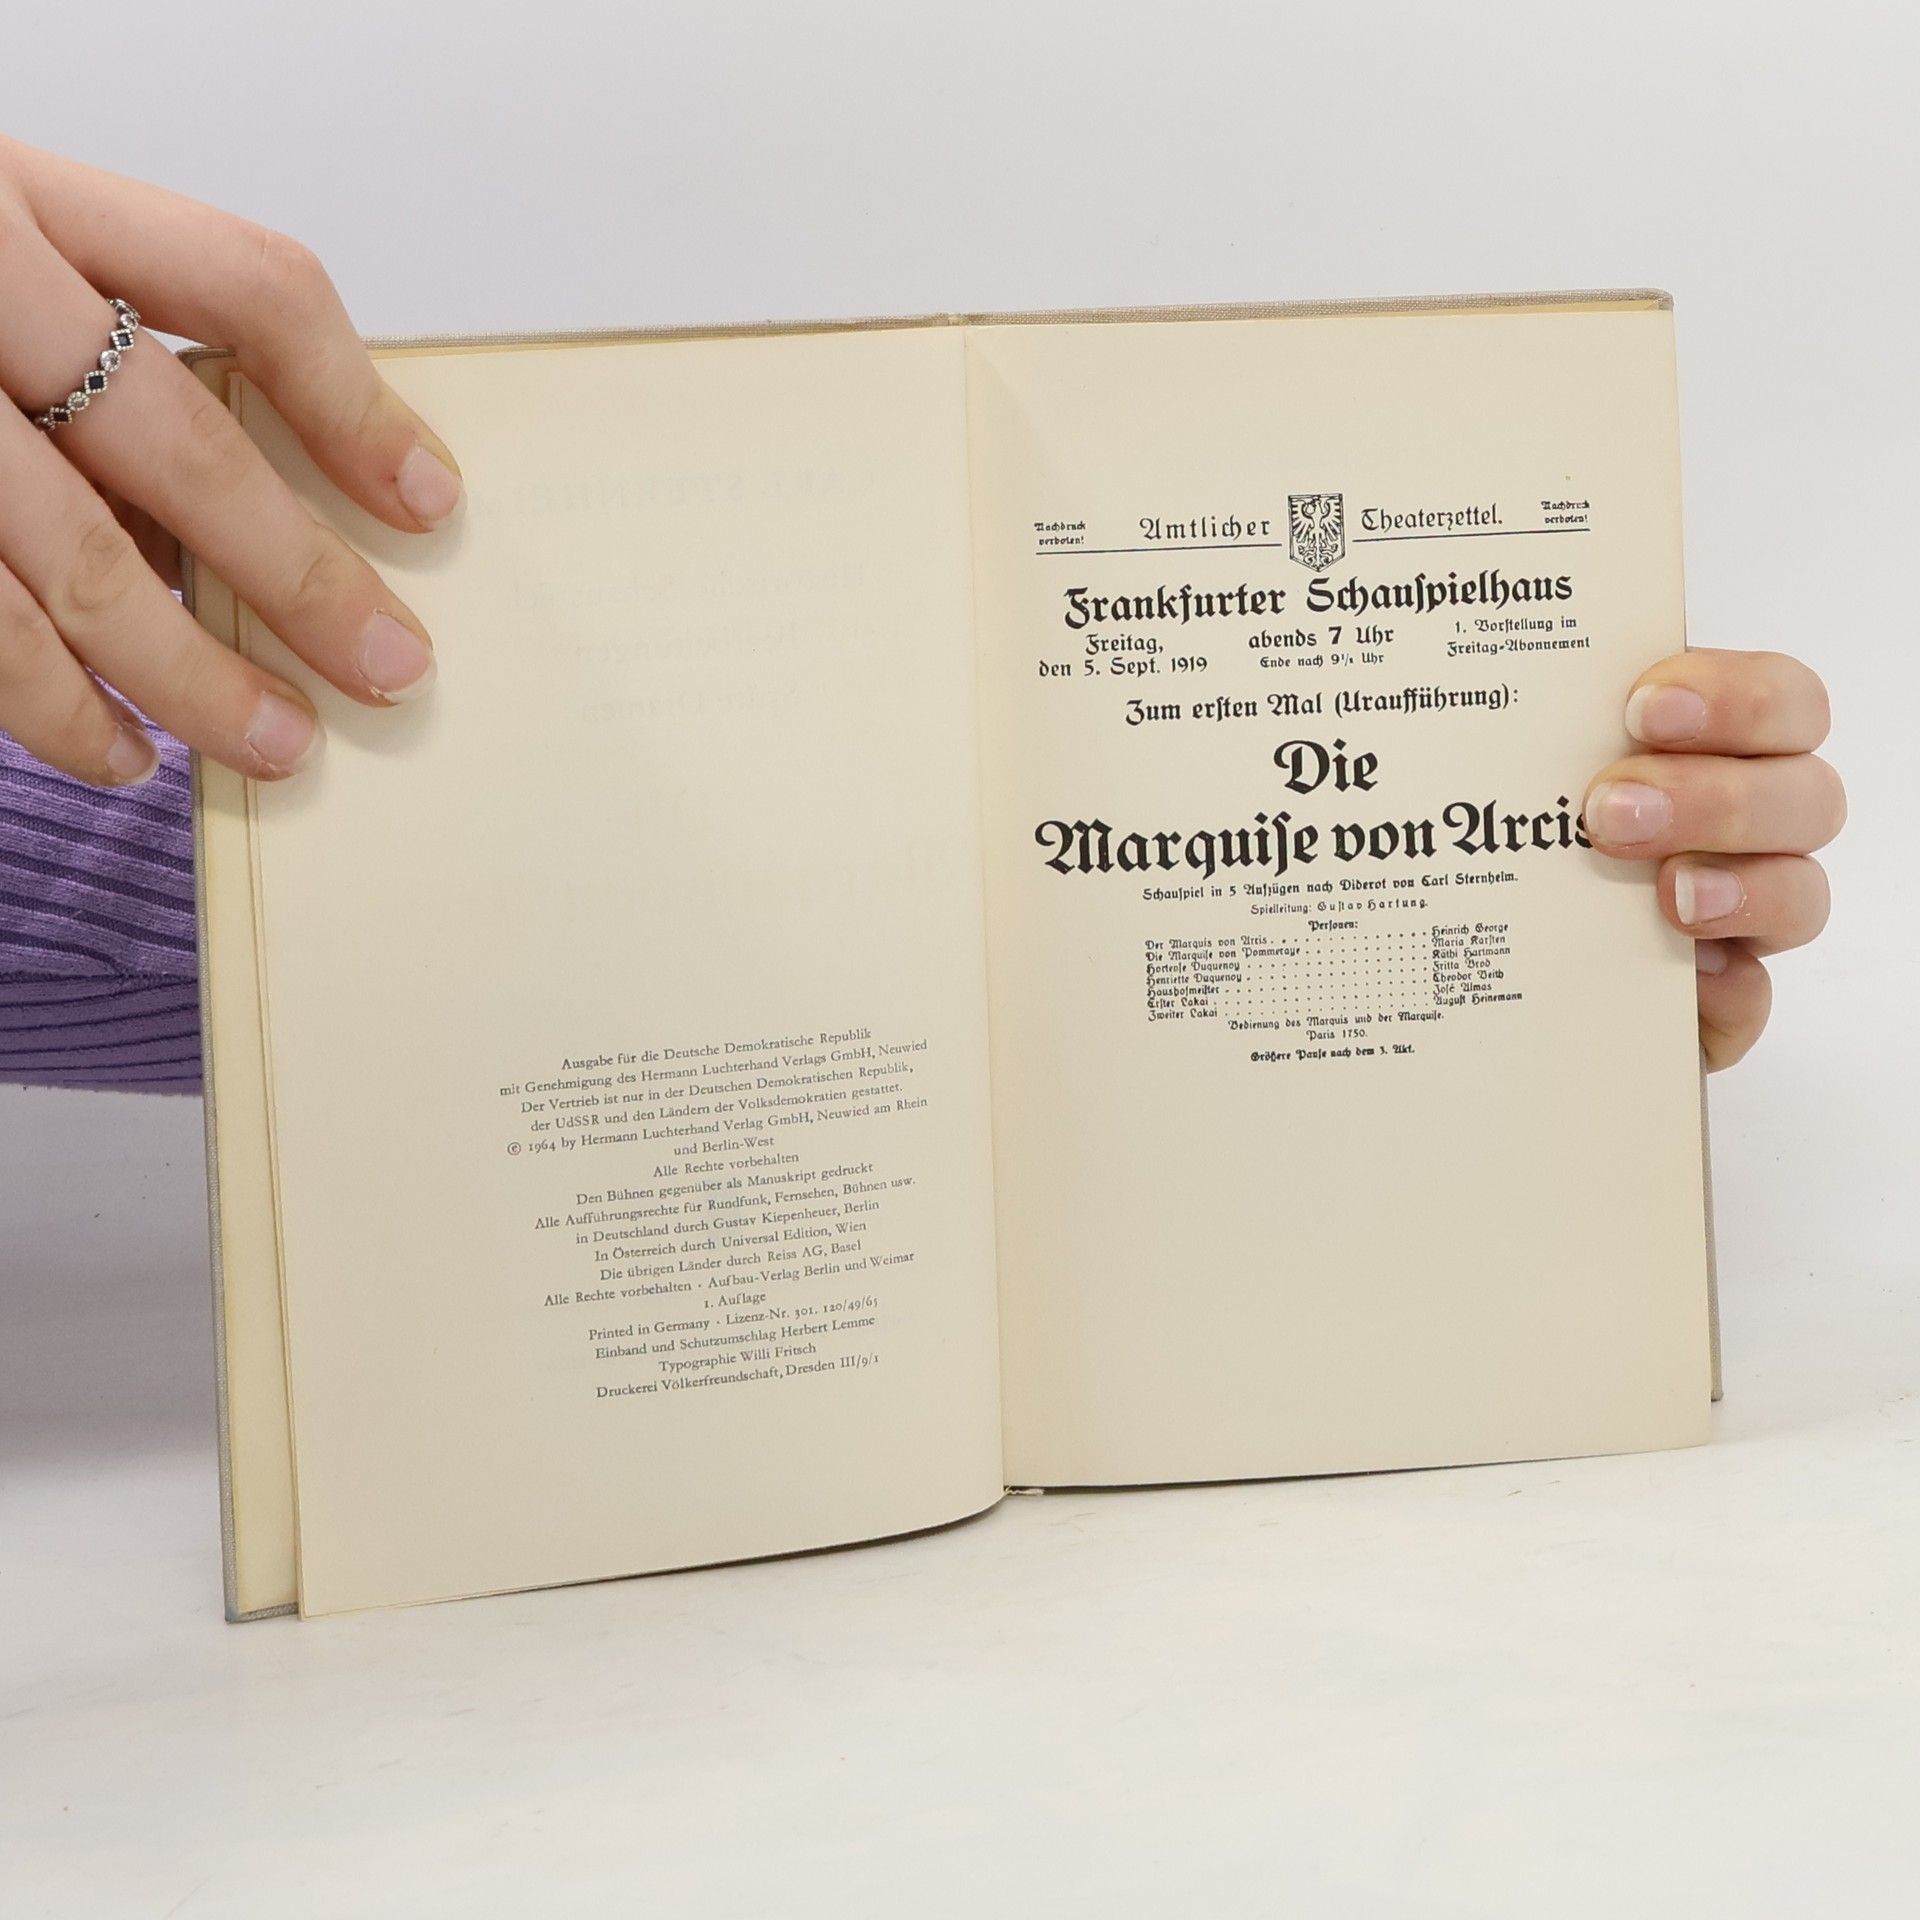 Ausgabe für die Deutsche Demokratische Republik
mit Genehmigung des Hermann Luchterhand Verlags GmbH, Neuwied
Der Vertrieb ist nur in der Deutschen Demokratischen Republik,
der UdSSR und den Ländern der Volksdemokratien gestattet.
© 1964 by Hermann Luchterhand Verlag GmbH, Neuwied am Rhein
und Berlin-West
Alle Rechte vorbehalten
Den Bühnen gegenüber als Manuskript gedruckt
Alle Aufführungsrechte für Rundfunk, Fernsehen, Bühnen usw.
in Deutschland durch Gustav Kiepenheuer, Berlin
In Österreich durch Universal Edition, Wien
Die übrigen Länder durch Reiss AG, Basel
Alle Rechte vorbehalten · Aufbau-Verlag Berlin und Weimar
1. Auflage
Printed in Germany · Lizenz-Nr. 301. 120/49/65
Einband und Schutzumschlag Herbert Lemme
Typographie Willi Fritsch
Druckerei Völkerfreundschaft, Dresden III/9/1
Nachdruck verboten! Amtlicher Theaterzettel. Nachdruck verboten!
Frankfurter Schauſpielhaus
Freitag, den 5. Sept. 1919
abends 7 Uhr
Ende nach 9½ Uhr
1. Vorſtellung im Freitag-Abonnement
Zum erſten Mal (Uraufführung):
Die
Marquiſe von Arcis
Schauſpiel in 5 Aufzügen nach Diderot von Carl Sternheim.
Spielleitung: Guſtav Hartung.
Perſonen:
Der Marquis von Arcis . . . . . . . . . . . . Heinrich George
Die Marquiſe von Pommeraye . . . . . . . . . . Maria Karſten
Hortenſe Duquenoy . . . . . . . . . . . . . . Käthi Hartmann
Henriette Duquenoy . . . . . . . . . . . . . . Fritta Brod
Haushofmeiſter . . . . . . . . . . . . . . . . Theodor Veith
Erſter Lakai . . . . . . . . . . . . . . . . . Joſé Almas
Zweiter Lakai . . . . . . . . . . . . . . . . Auguſt Heinemann
Bedienung des Marquis und der Marquiſe.
Paris 1750.
Größere Pauſe nach dem 3. Akt.